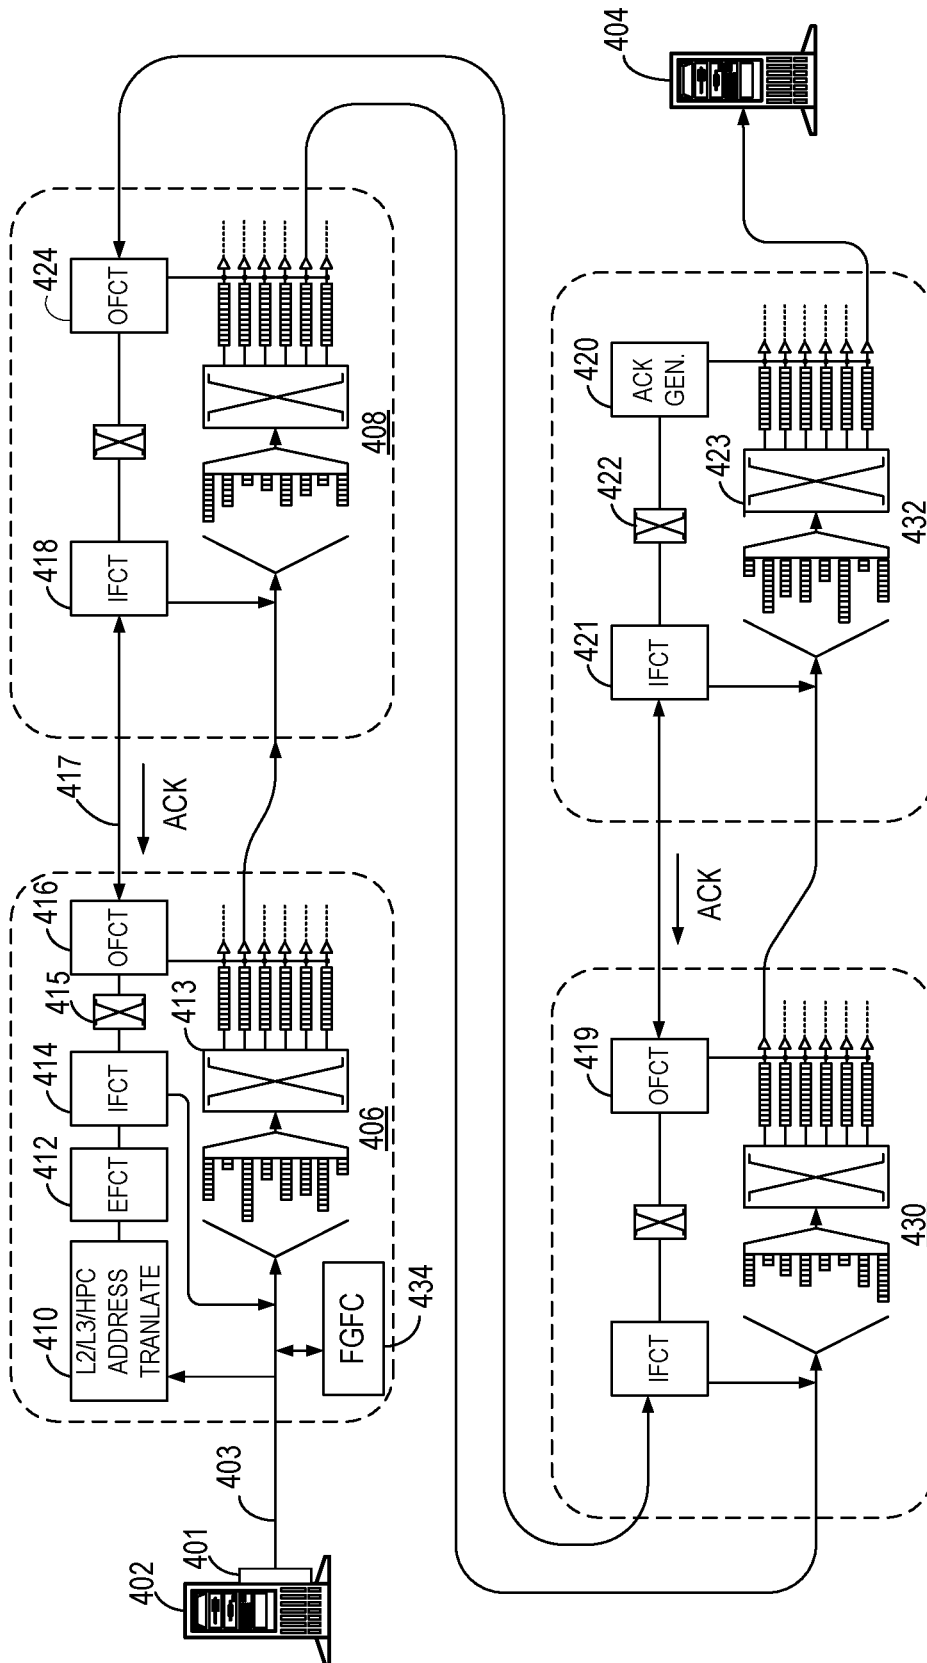 402
401
403
410
L2/L3/HPC
ADDRESS
TRANLATE
412
EFCT
414
IFCT
415
416
OFCT
413
406
FGFC
434
417
ACK
418
IFCT
424
OFCT
408
IFCT
419
OFCT
430
ACK
421
IFCT
422
420
ACK
GEN.
423
432
404